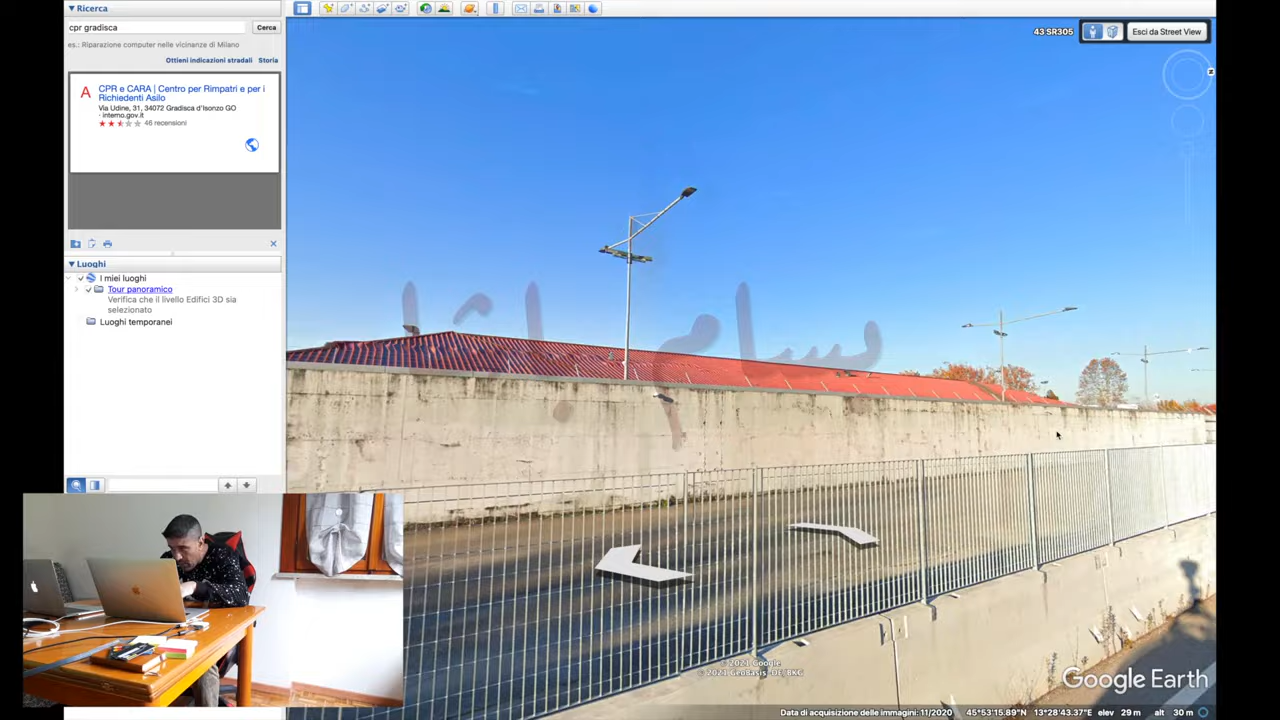 Ricerca
cpr gradisca
Cerca
es.: Riparazione computer nelle vicinanze di Milano
Ottieni indicazioni stradali Storia
A
CPR e CARA | Centro per Rimpatri e per i
Richiedenti Asilo
Via Udine, 31, 34072 Gradisca d'Isonzo GO
· interno.gov.it
46 recensioni
Luoghi
I miei luoghi
Tour panoramico
Verifica che il livello Edifici 3D sia
selezionato
Luoghi temporanei
43 SR305
Esci da Street View
© 2021 Google
© 2021 GeoBasis-DE/BKG
Google Earth
Data di acquisizione delle immagini: 11/2020 45°53'15.89"N 13°28'43.37"E elev 29 m alt 30 m